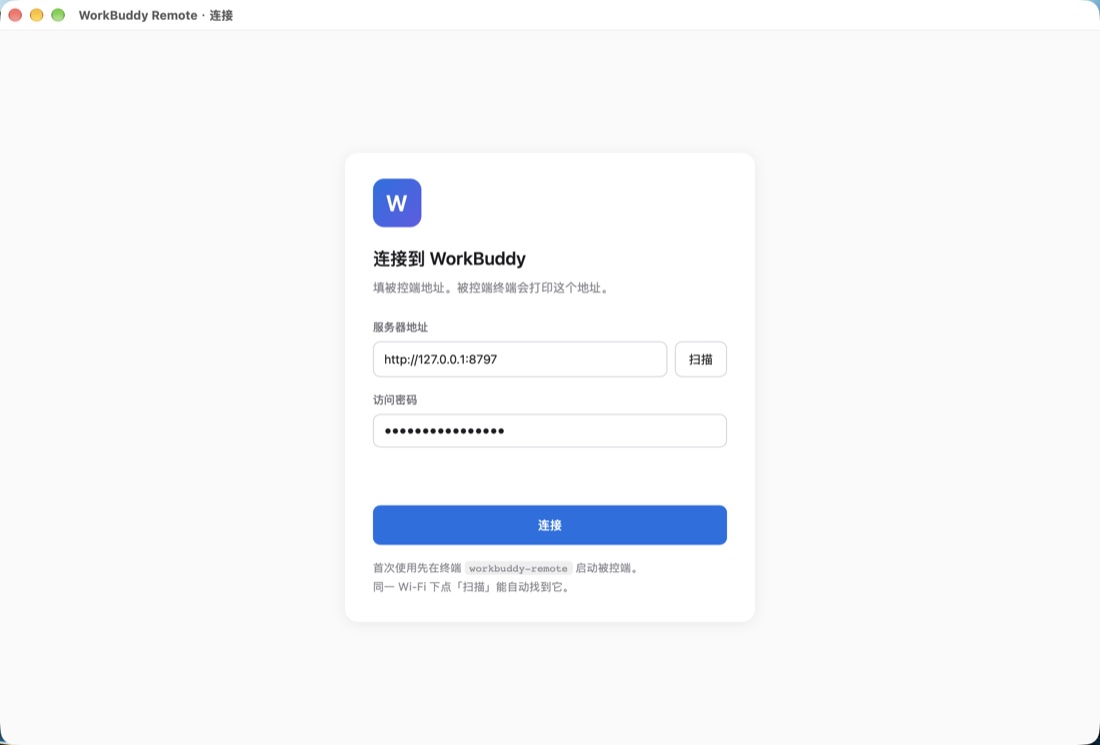 WorkBuddy Remote · 连接
W
连接到 WorkBuddy
填被控端地址。被控端终端会打印这个地址。
服务器地址
http://127.0.0.1:8797 扫描
访问密码
••••••••••••••••
连接
首次使用先在终端 workbuddy-remote 启动被控端。
同一 Wi-Fi 下点「扫描」能自动找到它。